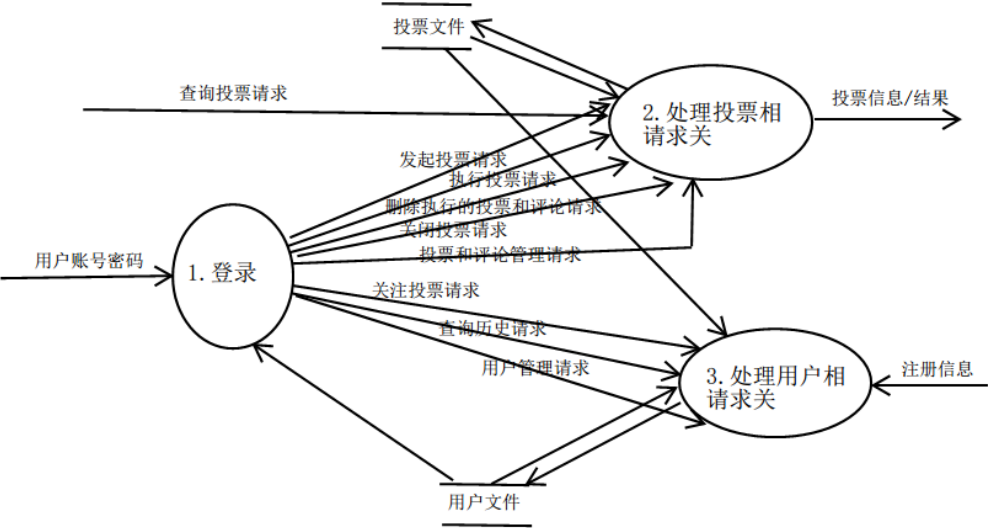 投票文件
查询投票请求
2.处理投票相
请求关
投票信息/结果
发起投票请求
执行投票请求
删除执行的投票和评论请求
关闭投票请求
投票和评论管理请求
用户账号密码
1.登录
关注投票请求
查询历史请求
用户管理请求
3.处理用户相
请求关
注册信息
用户文件